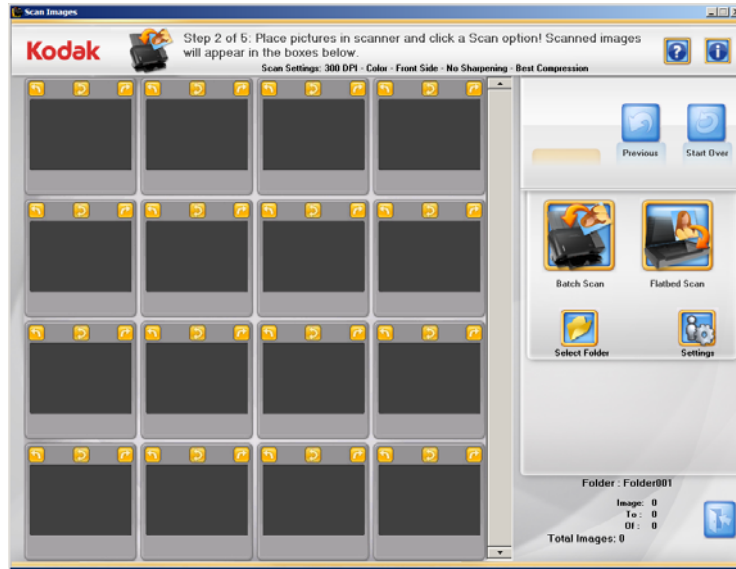 Scan Images
Kodak
Step 2 of 5: Place pictures in scanner and click a Scan option! Scanned images
will appear in the boxes below.
Scan Settings: 300 DPI - Color - Front Side - No Sharpening - Best Compression
Previous
Start Over
Batch Scan
Flatbed Scan
Select Folder
Settings
Folder : Folder001
Image: 0
To : 0
Of : 0
Total Images: 0